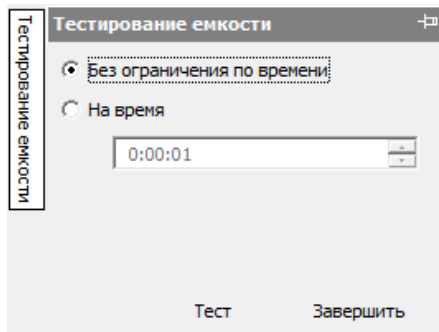 Тестирование емкости
Тестирование емкости
Без ограничения по времени
На время
0:00:01
Тест
Завершить